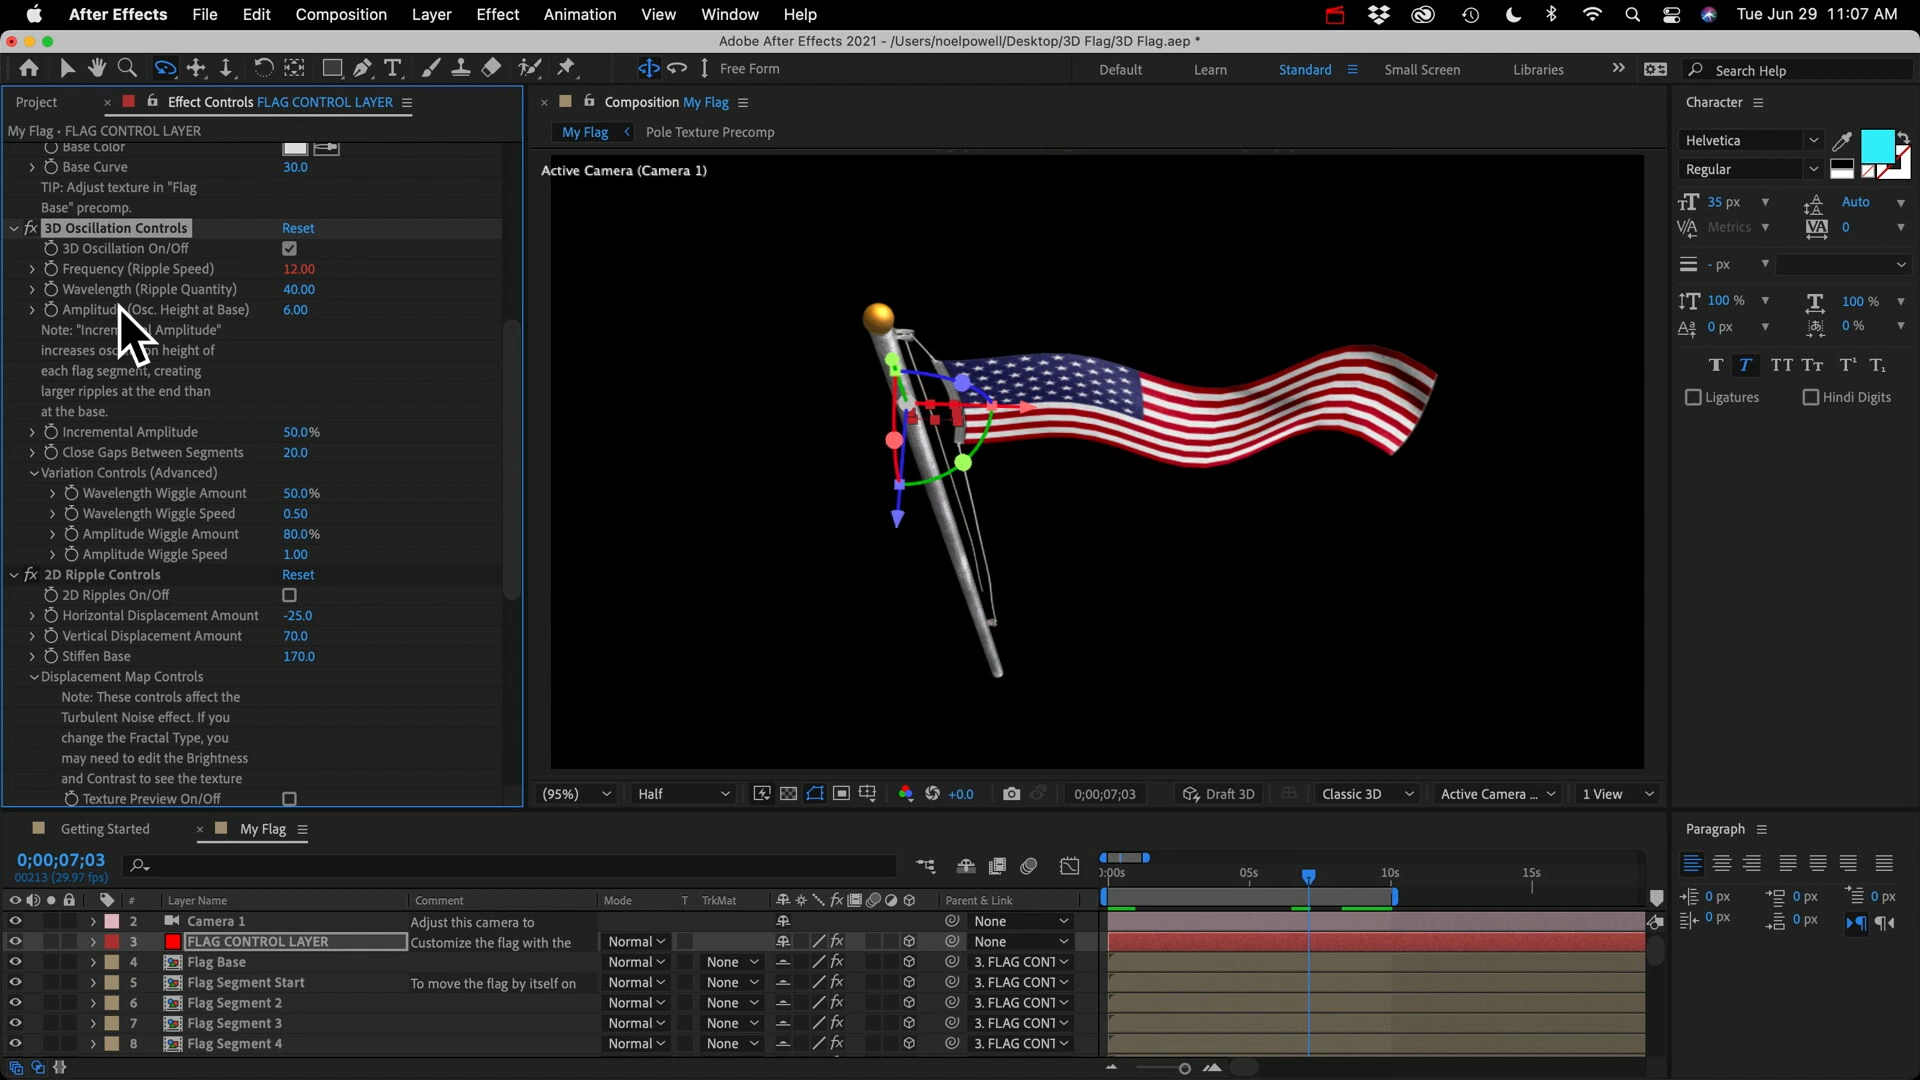 After Effects File Edit Composition Layer Effect Animation View Window Help
Tue Jun 29 11:07 AM
Adobe After Effects 2021 - /Users/noelpowell/Desktop/3D Flag/3D Flag.aep *
Free Form
Default Learn Standard Small Screen Libraries
Search Help
Project
Effect Controls FLAG CONTROL LAYER
My Flag • FLAG CONTROL LAYER
Base Color
Base Curve 30.0
TIP: Adjust texture in "Flag
Base" precomp.
fx 3D Oscillation Controls Reset
3D Oscillation On/Off
Frequency (Ripple Speed) 12.00
Wavelength (Ripple Quantity) 40.00
(Osc. Height at Base) 6.00
Note:
increases height of
each flag segment, creating
larger ripples at the end than
at the base.
Incremental Amplitude 50.0%
Close Gaps Between Segments 20.0
Variation Controls (Advanced)
Wavelength Wiggle Amount 50.0%
Wavelength Wiggle Speed 0.50
Amplitude Wiggle Amount 80.0%
Amplitude Wiggle Speed 1.00
fx 2D Ripple Controls Reset
2D Ripples On/Off
Horizontal Displacement Amount -25.0
Vertical Displacement Amount 70.0
Stiffen Base 170.0
Displacement Map Controls
Note: These controls affect the
Turbulent Noise effect. If you
change the Fractal Type, you
may need to edit the Brightness
and Contrast to see the texture
Texture Preview On/Off
Composition My Flag
My Flag Pole Texture Precomp
Active Camera (Camera 1)
(95%) Half +0.0 0;00;07;03 Draft 3D Classic 3D Active Camera ... 1 View
Character
Helvetica
Regular
35 px Auto
Metrics 0
- px
100 % 100 %
0 px 0 %
T T TT Tт T¹ T₁
Ligatures Hindi Digits
Paragraph
0 px 0 px 0 px
0 px 0 px
Getting Started My Flag
0;00;07;03
00213 (29.97 fps)
):00s 05s 10s 15s
# Layer Name Comment Mode T TrkMat Parent & Link
2 Camera 1 Adjust this camera to None
3 FLAG CONTROL LAYER Customize the flag with the Normal None
4 Flag Base Normal None 3. FLAG CONT
5 Flag Segment Start To move the flag by itself on Normal None 3. FLAG CONT
6 Flag Segment 2 Normal None 3. FLAG CONT
7 Flag Segment 3 Normal None 3. FLAG CONT
8 Flag Segment 4 Normal None 3. FLAG CONT